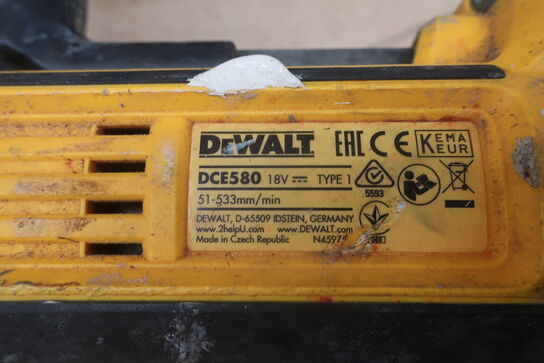 DEWALT
EAC CE KEMA KEUR
DCE580 18V TYPE 1
51-533mm/min
5593
DEWALT, D-65509 IDSTEIN, GERMANY
www.2helpU.com www.DEWALT.com
Made in Czech Republic